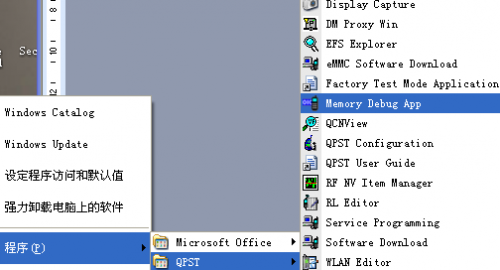 Display Capture
DM Proxy Win
EFS Explorer
eMMC Software Download
Factory Test Mode Application
Memory Debug App
QCNView
QPST Configuration
QPST User Guide
RF NV Item Manager
RL Editor
Service Programming
Software Download
WLAN Editor
Sec
8
10
12
Windows Catalog
Windows Update
设定程序访问和默认值
强力卸载电脑上的软件
程序(P)
Microsoft Office
QPST